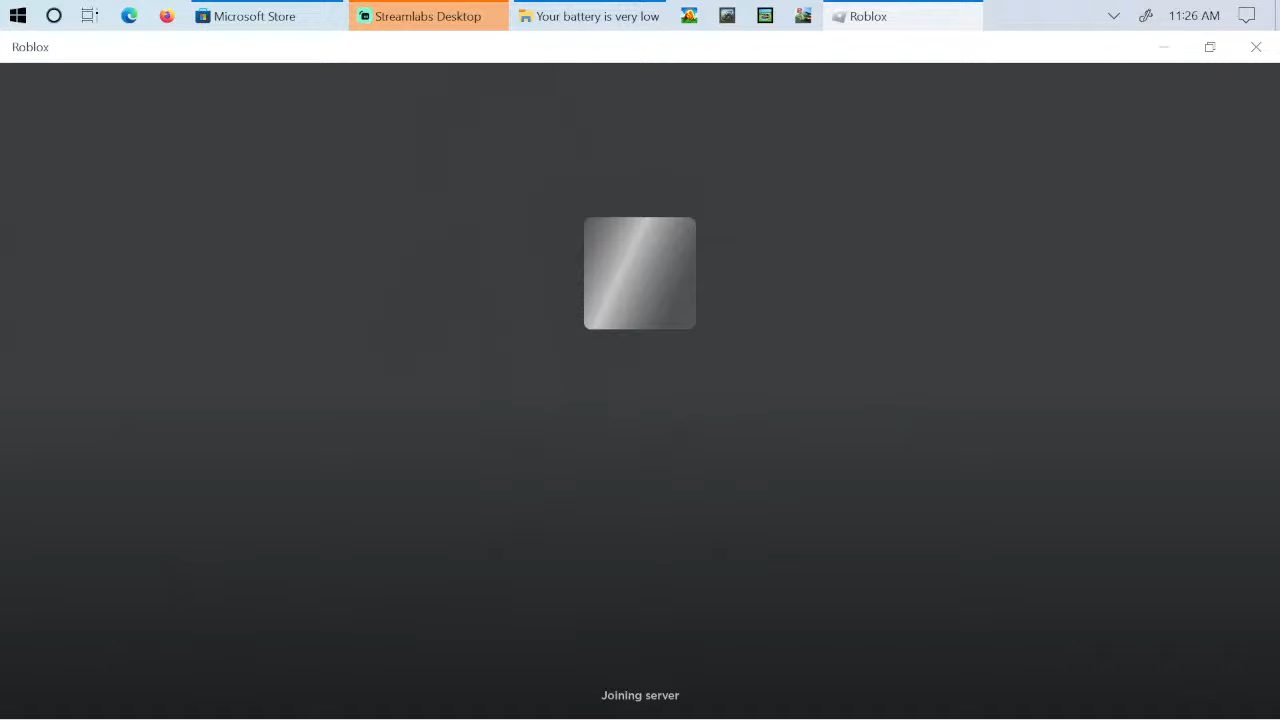 Microsoft Store
Streamlabs Desktop
Your battery is very low
Roblox
11:26 AM
Roblox
Joining server